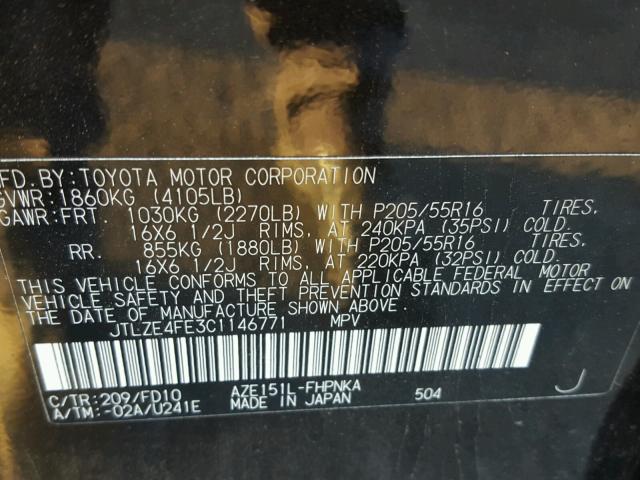 FD.BY:TOYOTA MOTOR CORPORATION
GVWR:1860KG (4105LB)
GAWR:FRT. 1030KG (2270LB) WITH P205/55R16 TIRES,
16X6 1/2J RIMS, AT 240KPA (35PSI) COLD.
RR. 855KG (1880LB) WITH P205/55R16 TIRES,
16X6 1/2J RIMS, AT 220KPA (32PSI) COLD.
THIS VEHICLE CONFORMS TO ALL APPLICABLE FEDERAL MOTOR
VEHICLE SAFETY AND THEFT PREVENTION STANDARDS IN EFFECT ON
THE DATE OF MANUFACTURE SHOWN ABOVE.
JTLZE4FE3C1146771 MPV
C/TR:209/FD10 AZE151L-FHPNKA
A/TM:-02A/U241E MADE IN JAPAN 504 J